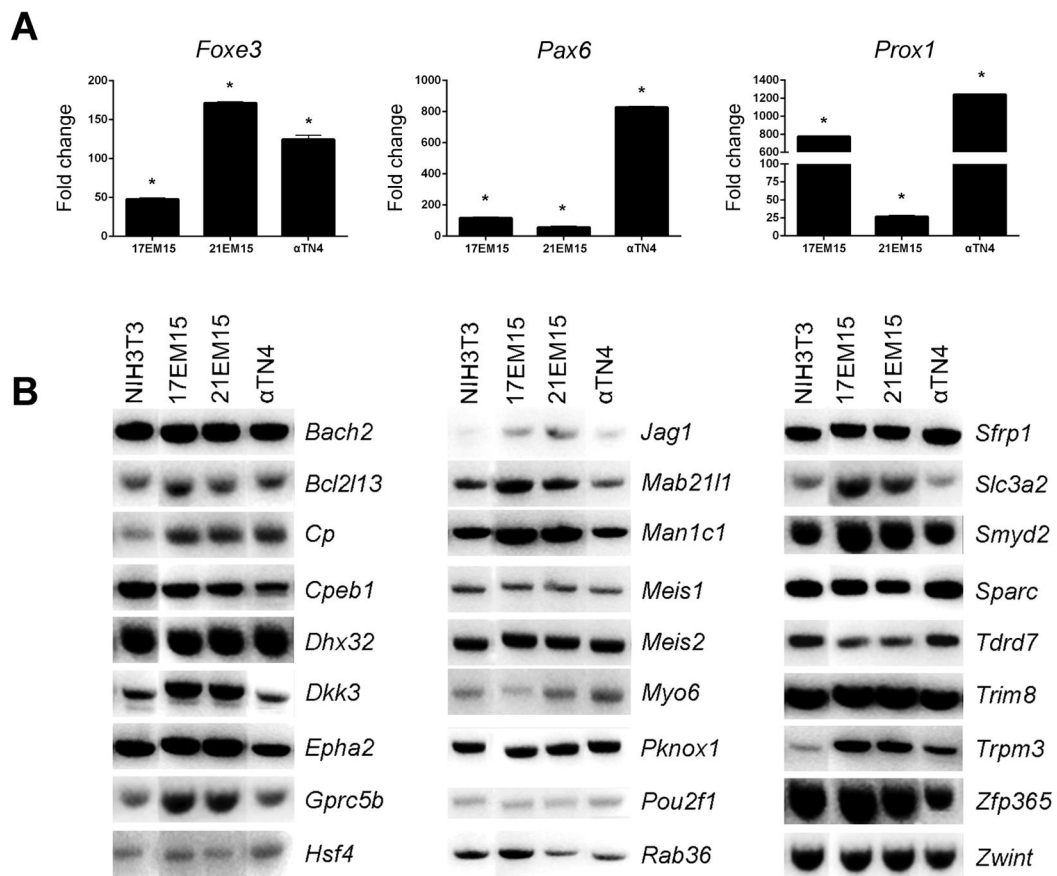 A
Foxe3
Pax6
Prox1
Fold change
200
150
100
50
0
*
*
*
17EM15
21EM15
αTN4
Fold change
1000
800
600
400
200
0
*
*
*
17EM15
21EM15
αTN4
Fold change
1400
1200
1000
800
600
100
75
50
25
0
*
*
*
17EM15
21EM15
αTN4
B
NIH3T3
17EM15
21EM15
αTN4
Bach2
Bcl2l13
Cp
Cpeb1
Dhx32
Dkk3
Epha2
Gprc5b
Hsf4
NIH3T3
17EM15
21EM15
αTN4
Jag1
Mab21l1
Man1c1
Meis1
Meis2
Myo6
Pknox1
Pou2f1
Rab36
NIH3T3
17EM15
21EM15
αTN4
Sfrp1
Slc3a2
Smyd2
Sparc
Tdrd7
Trim8
Trpm3
Zfp365
Zwint